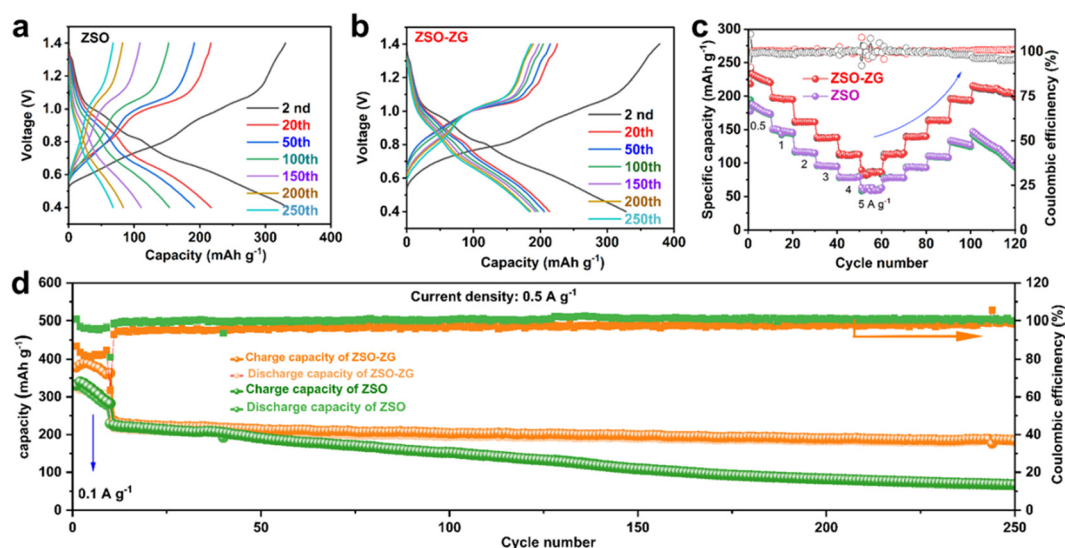 a
ZSO
Voltage (V)
1.4
1.2
1.0
0.8
0.6
0.4
2 nd
20th
50th
100th
150th
200th
250th
0 100 200 300 400
Capacity (mAh g-1)
b
ZSO-ZG
Voltage (V)
1.4
1.2
1.0
0.8
0.6
0.4
2 nd
20th
50th
100th
150th
200th
250th
0 100 200 300 400
Capacity (mAh g-1)
c
Specific capacity (mAh g-1)
300
250
200
150
100
50
0
ZSO-ZG
ZSO
0.5
1
2
3
4
5 A g-1
100
75
50
25
0
Coulombic efficinency (%)
0 20 40 60 80 100 120
Cycle number
d
Current density: 0.5 A g-1
capacity (mAh g-1)
600
500
400
300
200
100
0
Charge capacity of ZSO-ZG
Discharge capacity of ZSO-ZG
Charge capacity of ZSO
Discharge capacity of ZSO
0.1 A g-1
120
100
80
60
40
20
0
Coulombic efficinency (%)
0 50 100 150 200 250
Cycle number